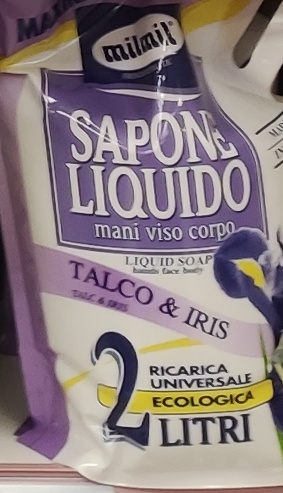 milmil
SAPONE
LIQUIDO
mani viso corpo
LIQUID SOAP
hands face body
TALCO & IRIS
TALC & IRIS
2
RICARICA
UNIVERSALE
ECOLOGICA
LITRI